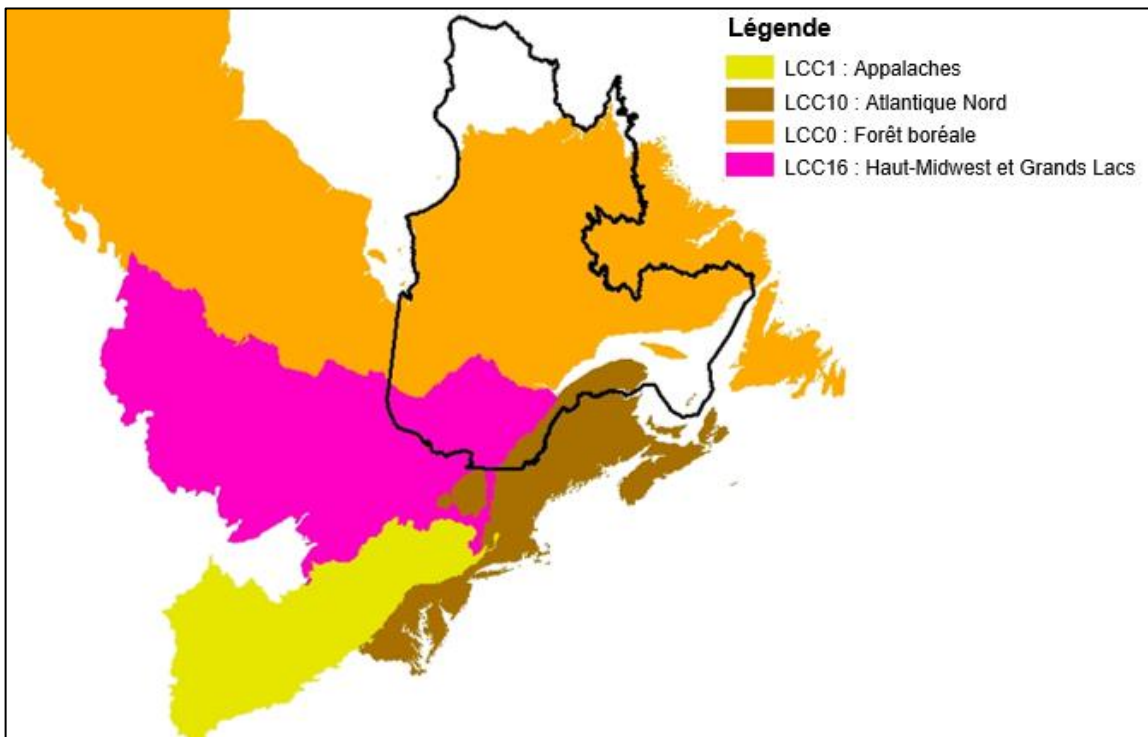 Légende
LCC1 : Appalaches
LCC10 : Atlantique Nord
LCC0 : Forêt boréale
LCC16 : Haut-Midwest et Grands Lacs